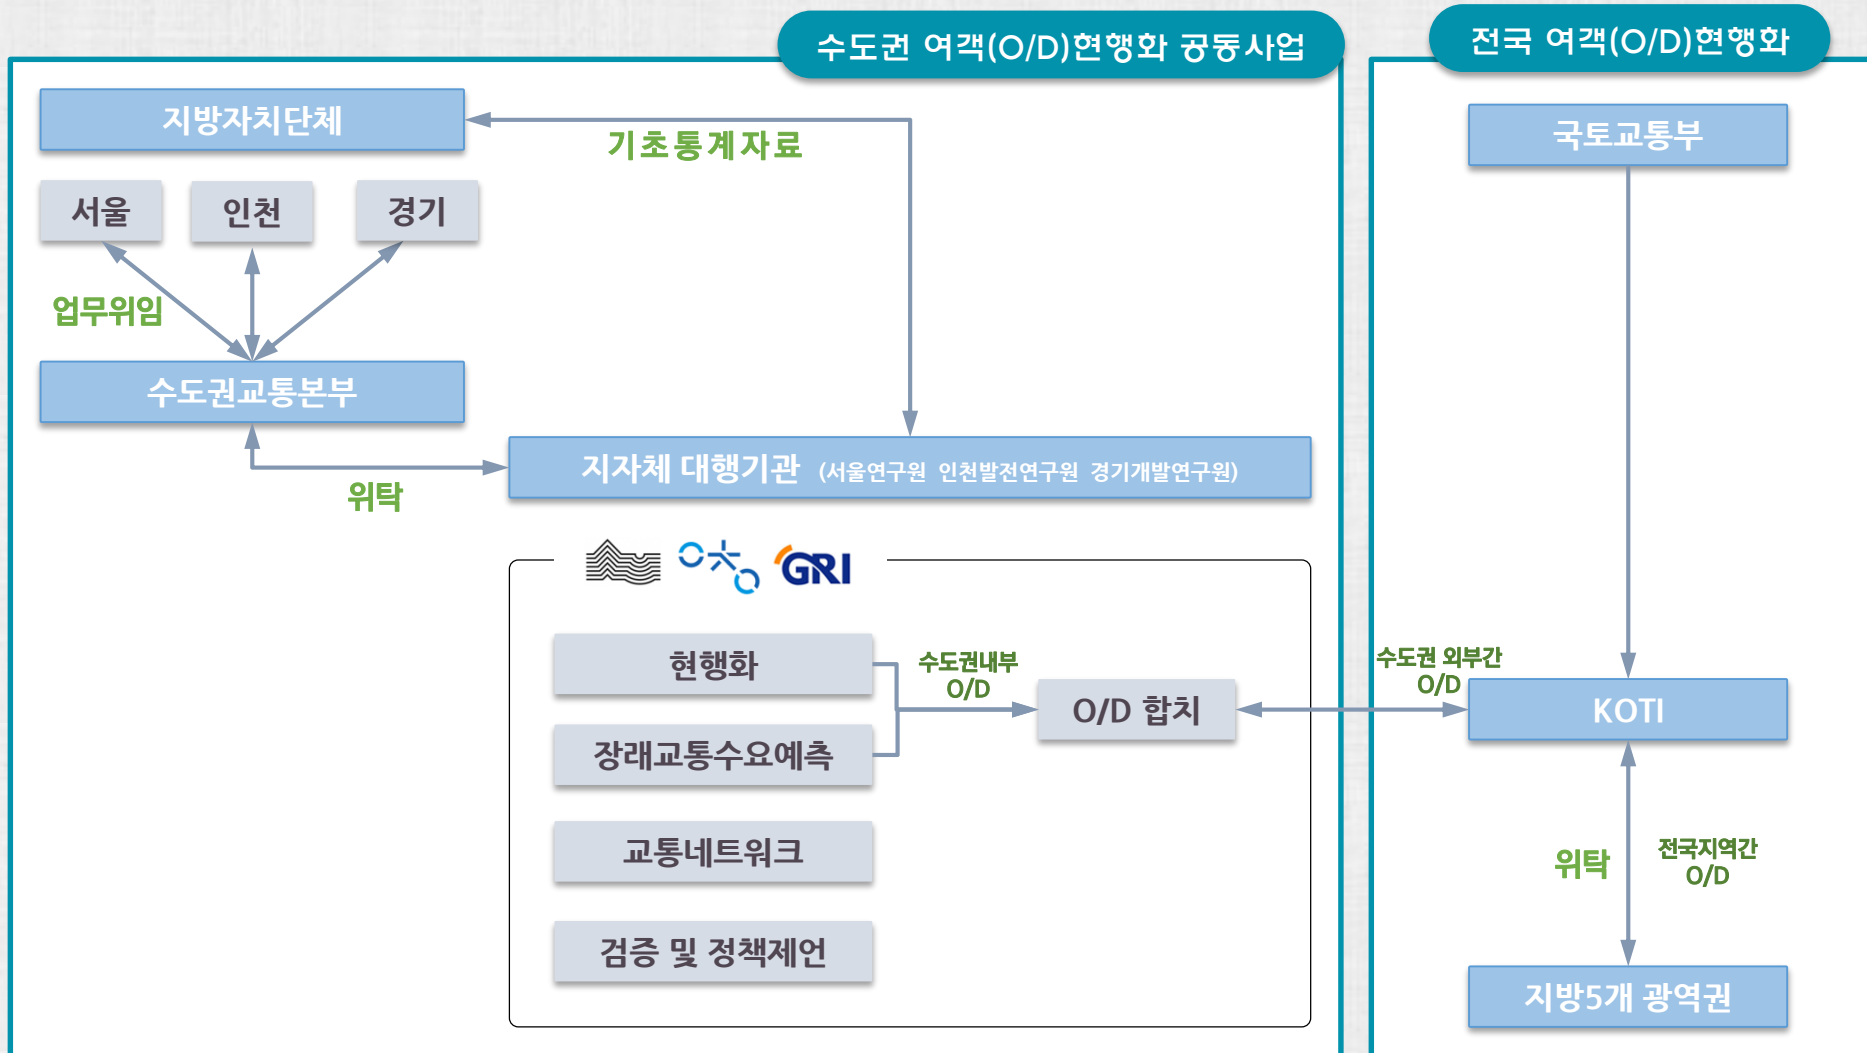 수도권 여객(O/D)현행화 공동사업
전국 여객(O/D)현행화
지방자치단체
기초통계자료
국토교통부
서울
인천
경기
업무위임
수도권교통본부
지자체 대행기관 (서울연구원 인천발전연구원 경기개발연구원)
위탁
GRI
현행화
수도권내부
O/D
수도권 외부간
O/D
O/D 합치
KOTI
장래교통수요예측
교통네트워크
위탁
전국지역간
O/D
검증 및 정책제언
지방5개 광역권